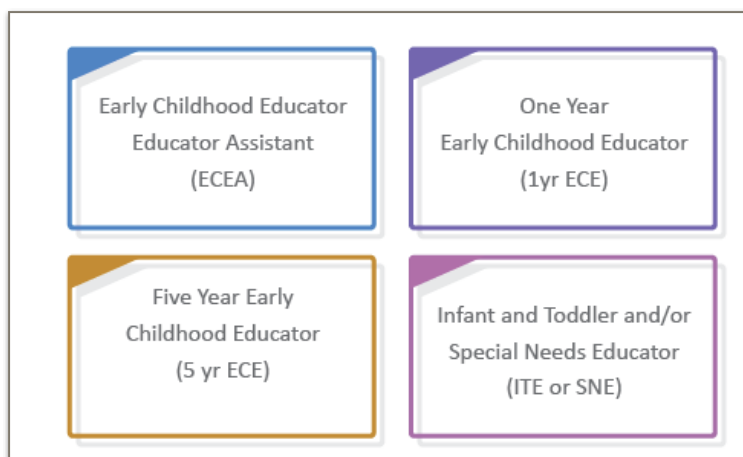 Early Childhood Educator
Educator Assistant
(ECEA)
One Year
Early Childhood Educator
(1yr ECE)
Five Year Early
Childhood Educator
(5 yr ECE)
Infant and Toddler and/or
Special Needs Educator
(ITE or SNE)